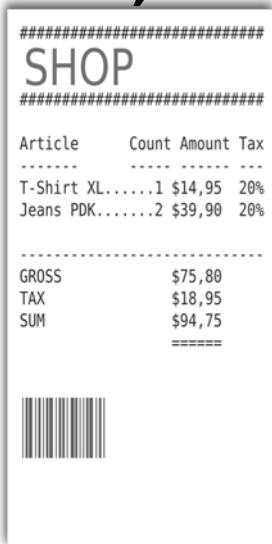 ###########################
SHOP
###########################
Article Count Amount Tax
------- ----- ------ ---
T-Shirt XL......1 $14,95 20%
Jeans PDK.......2 $39,90 20%
-----------------------------
GROSS $75,80
TAX $18,95
SUM $94,75
======